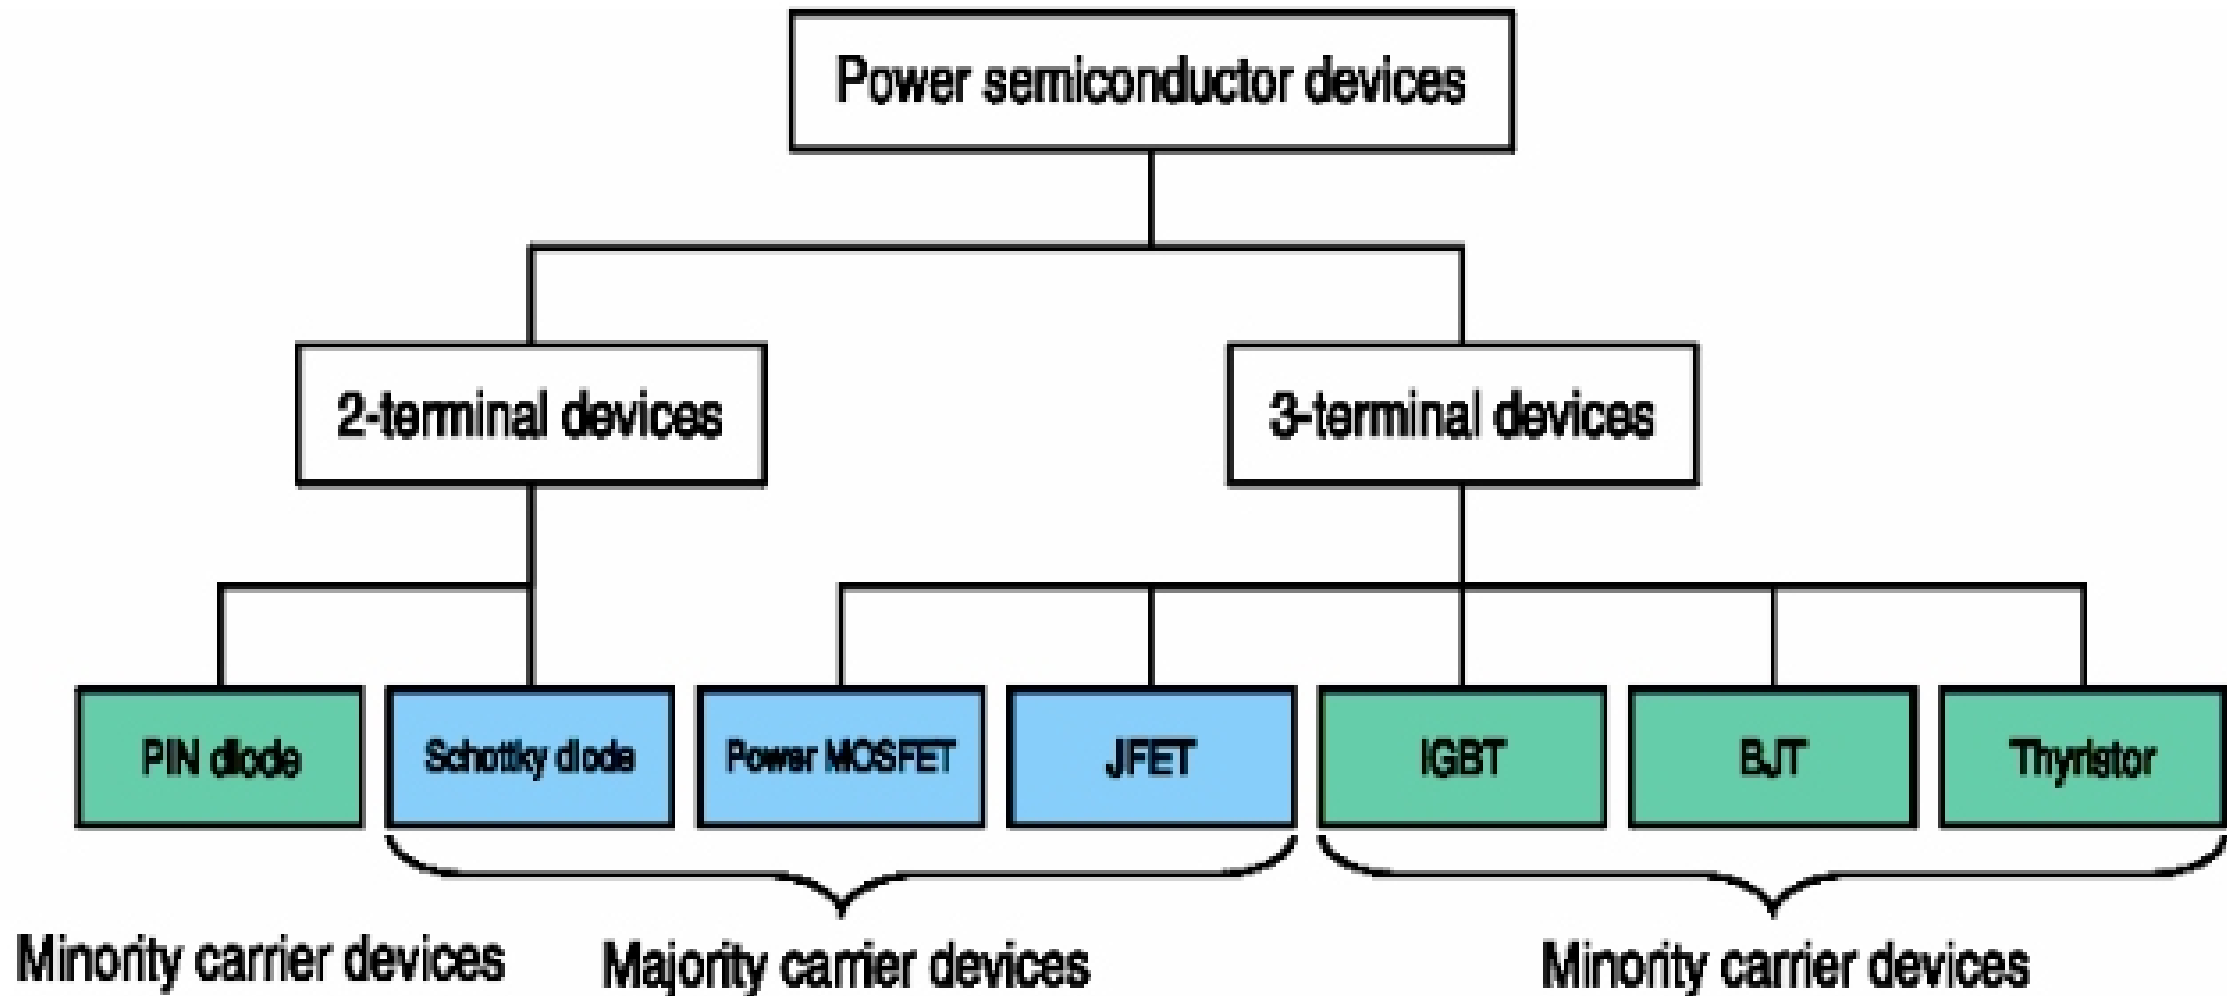 Power semiconductor devices
2-terminal devices
3-terminal devices
PIN diode
Schottky diode
Power MOSFET
JFET
IGBT
BJT
Thyristor
Minority carrier devices
Majority carrier devices
Minority carrier devices